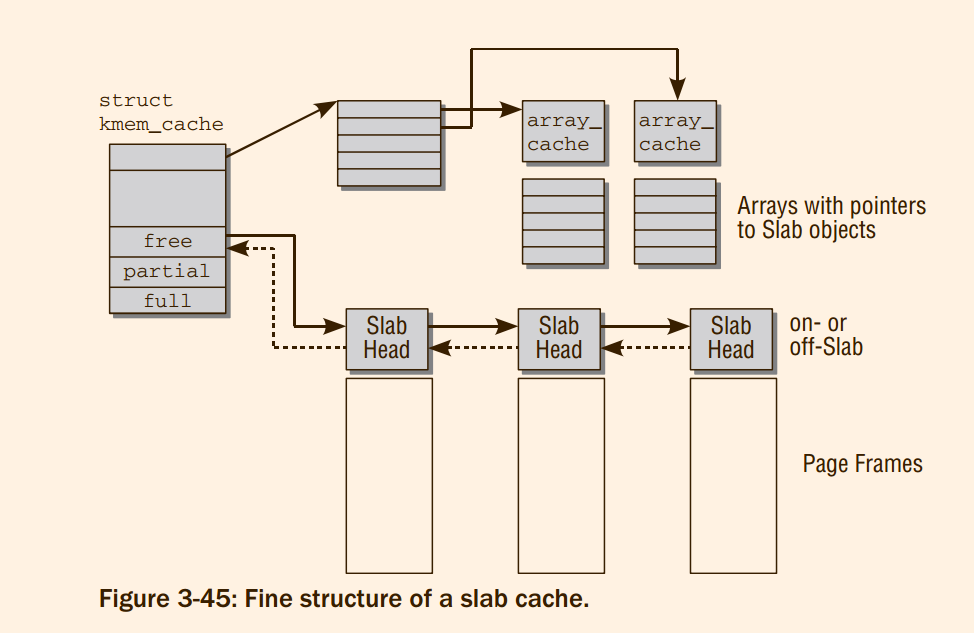 struct
kmem_cache
free
partial
full
array_
cache
array_
cache
Arrays with pointers
to Slab objects
Slab
Head
Slab
Head
Slab
Head
on- or
off-Slab
Page Frames
Figure 3-45: Fine structure of a slab cache.